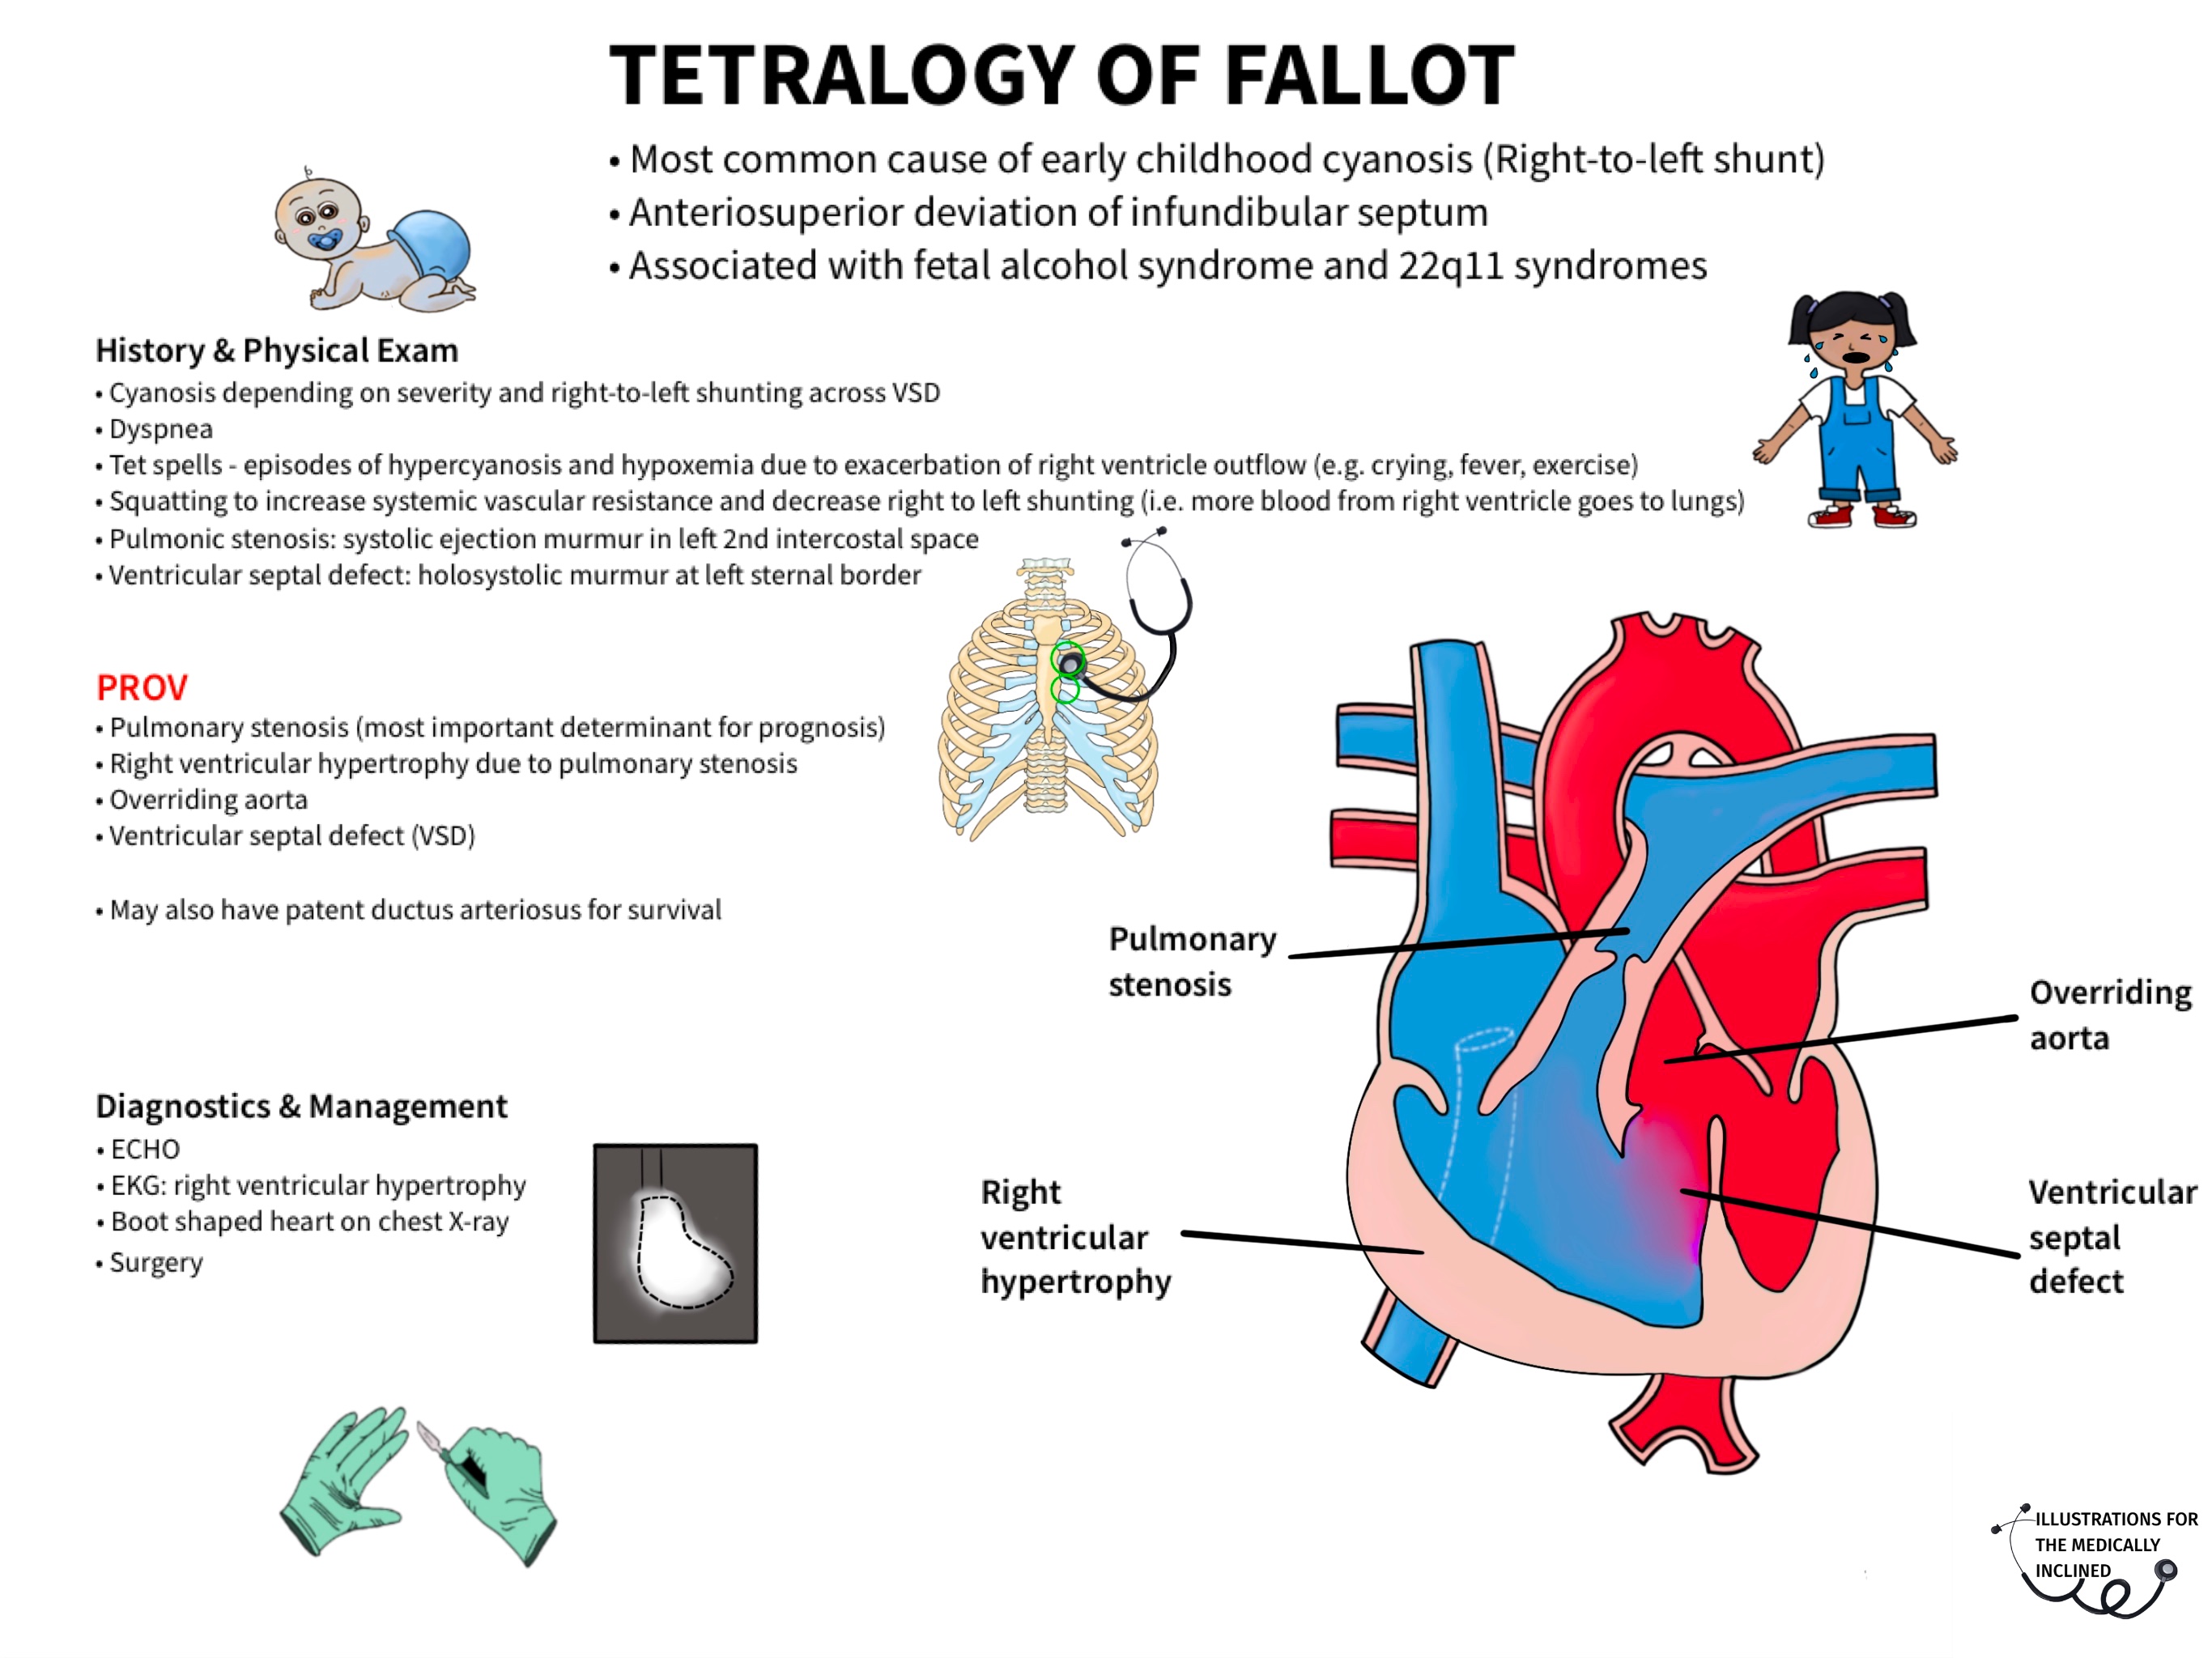 TETRALOGY OF FALLOT
• Most common cause of early childhood cyanosis (Right-to-left shunt)
• Anteriosuperior deviation of infundibular septum
• Associated with fetal alcohol syndrome and 22q11 syndromes
History & Physical Exam
• Cyanosis depending on severity and right-to-left shunting across VSD
• Dyspnea
• Tet spells - episodes of hypercyanosis and hypoxemia due to exacerbation of right ventricle outflow (e.g. crying, fever, exercise)
• Squatting to increase systemic vascular resistance and decrease right to left shunting (i.e. more blood from right ventricle goes to lungs)
• Pulmonic stenosis: systolic ejection murmur in left 2nd intercostal space
• Ventricular septal defect: holosystolic murmur at left sternal border
PROV
• Pulmonary stenosis (most important determinant for prognosis)
• Right ventricular hypertrophy due to pulmonary stenosis
• Overriding aorta
• Ventricular septal defect (VSD)
• May also have patent ductus arteriosus for survival
Diagnostics & Management
• ECHO
• EKG: right ventricular hypertrophy
• Boot shaped heart on chest X-ray
• Surgery
Pulmonary
stenosis
Right
ventricular
hypertrophy
Overriding
aorta
Ventricular
septal
defect
ILLUSTRATIONS FOR
THE MEDICALLY
INCLINED